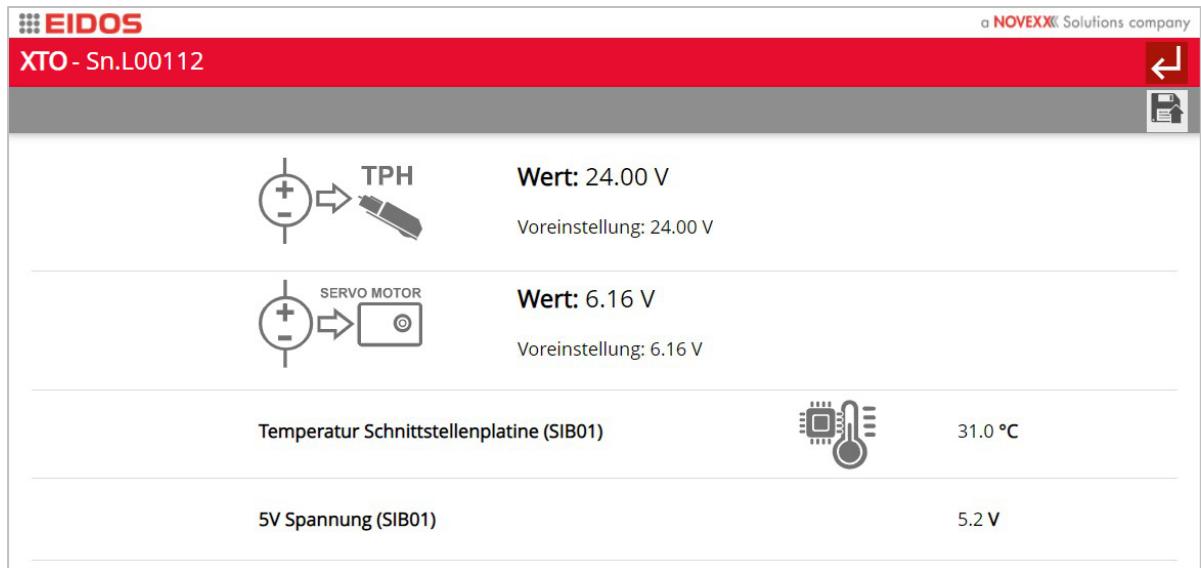 EIDOS
a NOVEXX Solutions company
XTO - Sn.L00112
TPH
Wert: 24.00 V
Voreinstellung: 24.00 V
SERVO MOTOR
Wert: 6.16 V
Voreinstellung: 6.16 V
Temperatur Schnittstellenplatine (SIB01) 31.0 °C
5V Spannung (SIB01) 5.2 V